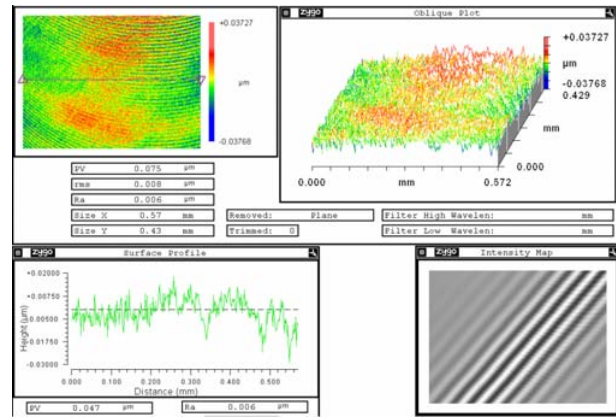 +0.03727
µm
-0.03768
zygo Oblique Plot
+0.03727
µm
-0.03768
0.429
mm
0.000
0.000 mm 0.572
PV 0.075 µm
rms 0.008 µm
Ra 0.006 µm
Size X 0.57 mm
Size Y 0.43 mm
Removed: Plane
Trimmed: 0
Filter High Wavelen: mm
Filter Low Wavelen: mm
zygo Surface Profile
+0.02000
+0.00750
-0.00500
-0.01750
-0.03000
Height (µm)
0.000 0.100 0.200 0.300 0.400 0.500
Distance (mm)
PV 0.047 µm
Ra 0.006 µm
zygo Intensity Map